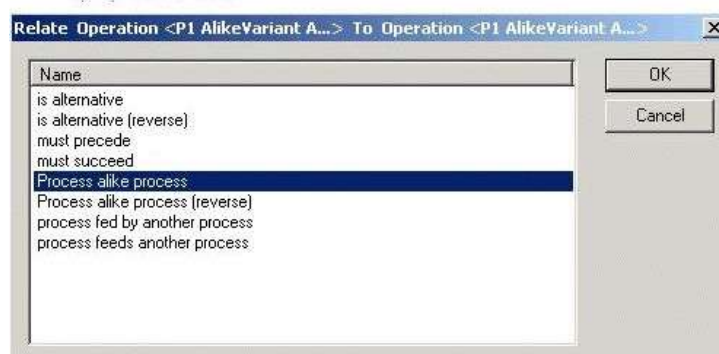 Relate Operation <P1 AlikeVariant A...> To Operation <P1 AlikeVariant A...>
Name
OK
is alternative
is alternative (reverse)
Cancel
must precede
must succeed
Process alike process
Process alike process (reverse)
process fed by another process
process feeds another process